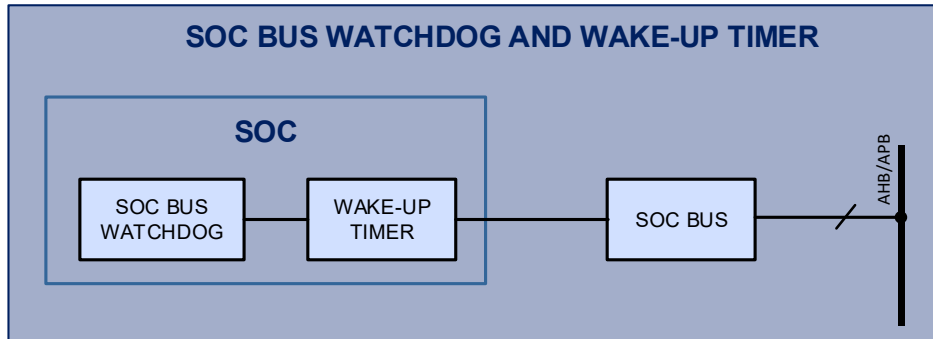 SOC BUS WATCHDOG AND WAKE-UP TIMER
SOC
SOC BUS
WATCHDOG
WAKE-UP
TIMER
SOC BUS
AHB/APB